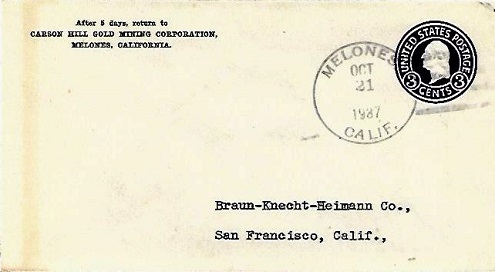 After 5 days, return to
CARSON HILL GOLD MINING CORPORATION,
MELONES, CALIFORNIA.
MELONES
OCT
21
1937
CALIF.
UNITED STATES POSTAGE
3 CENTS 3
Braun-Knecht-Heimann Co.,
San Francisco, Calif.,